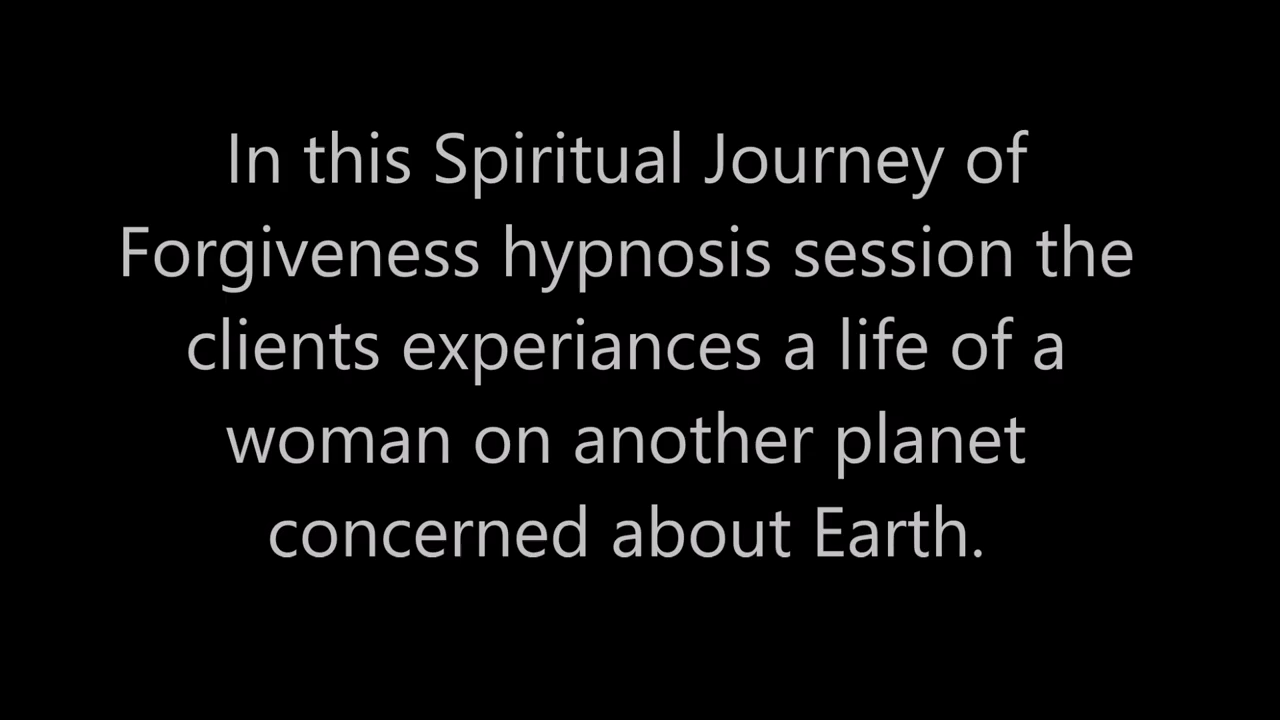 In this Spiritual Journey of
Forgiveness hypnosis session the
clients experiances a life of a
woman on another planet
concerned about Earth.